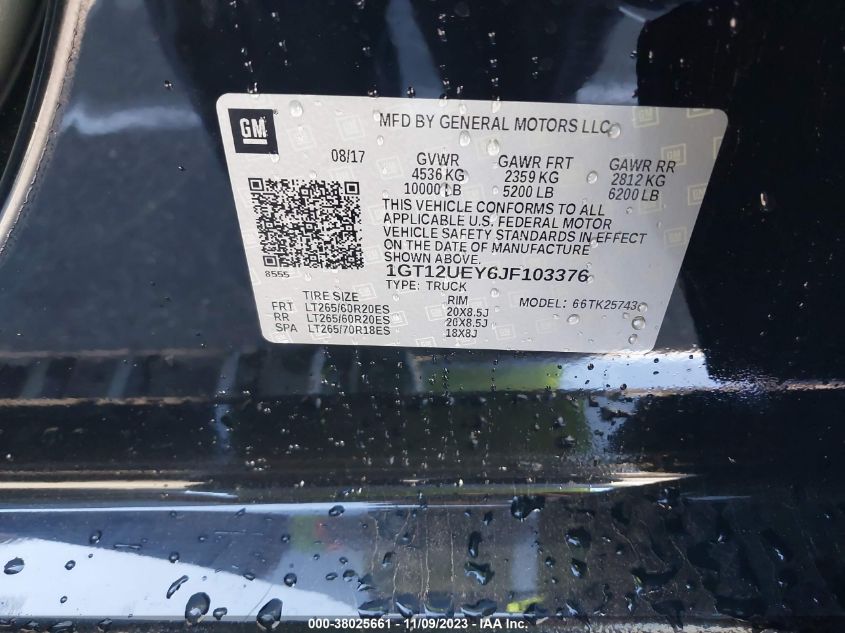 GM
MFD BY GENERAL MOTORS LLC
08/17 GVWR GAWR FRT GAWR RR
4536 KG 2359 KG 2812 KG
10000 LB 5200 LB 6200 LB
THIS VEHICLE CONFORMS TO ALL
APPLICABLE U.S. FEDERAL MOTOR
VEHICLE SAFETY STANDARDS IN EFFECT
ON THE DATE OF MANUFACTURE
SHOWN ABOVE.
8555 1GT12UEY6JF103376
TYPE: TRUCK
TIRE SIZE RIM MODEL: 66TK25743
FRT LT265/60R20ES 20X8.5J
RR LT265/60R20ES 20X8.5J
SPA LT265/70R18ES 18X8J
000-38025661 - 11/09/2023 - IAA Inc.